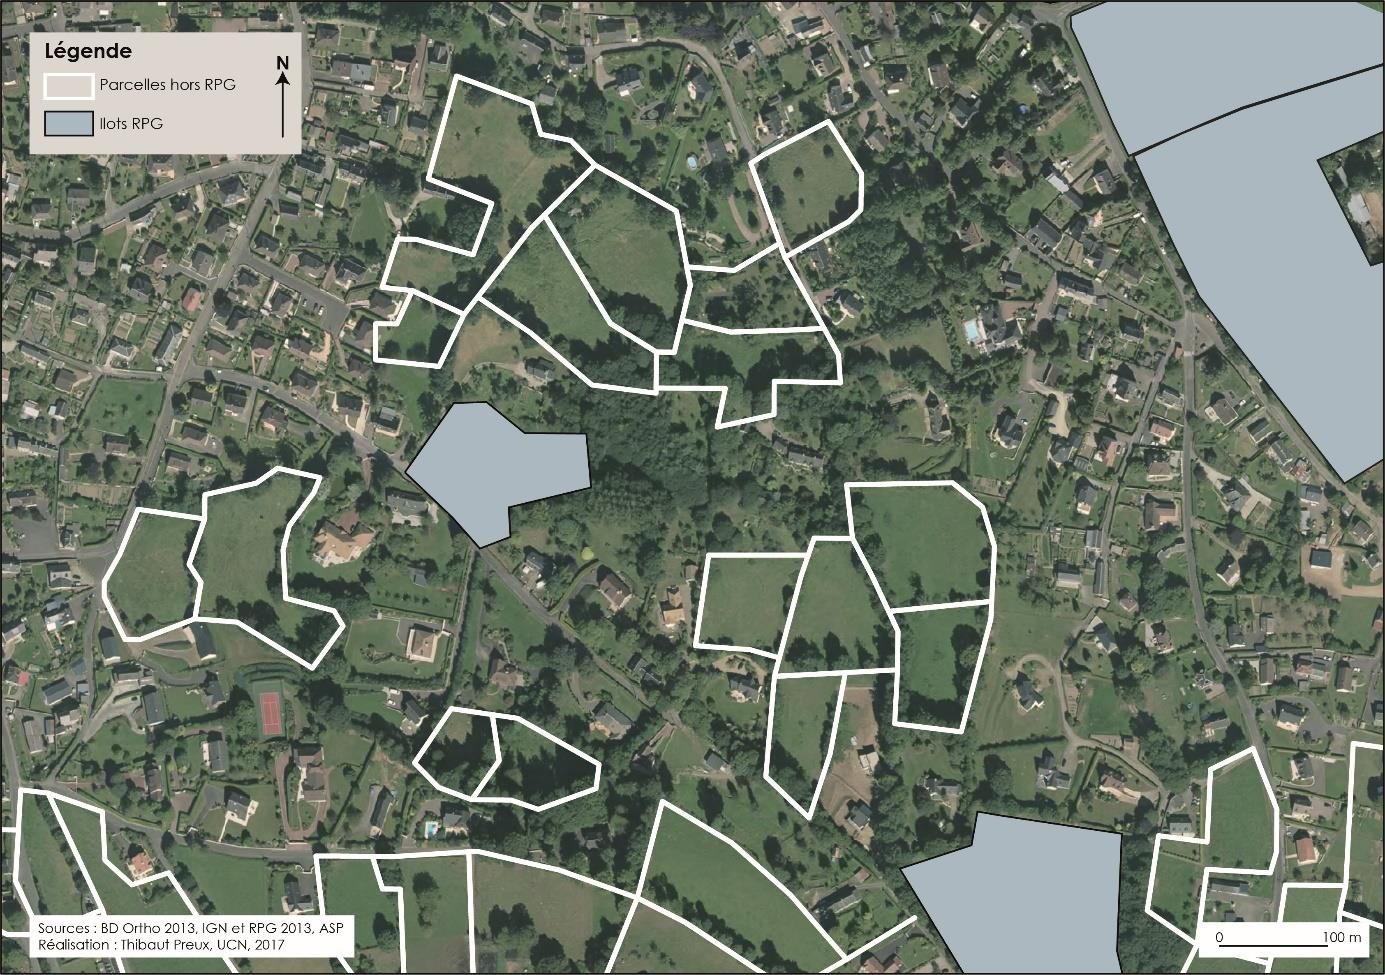 Légende
N
Parcelles hors RPG
Ilots RPG
Sources : BD Ortho 2013, IGN et RPG 2013, ASP
Réalisation : Thibaut Preux, UCN, 2017
0 100 m